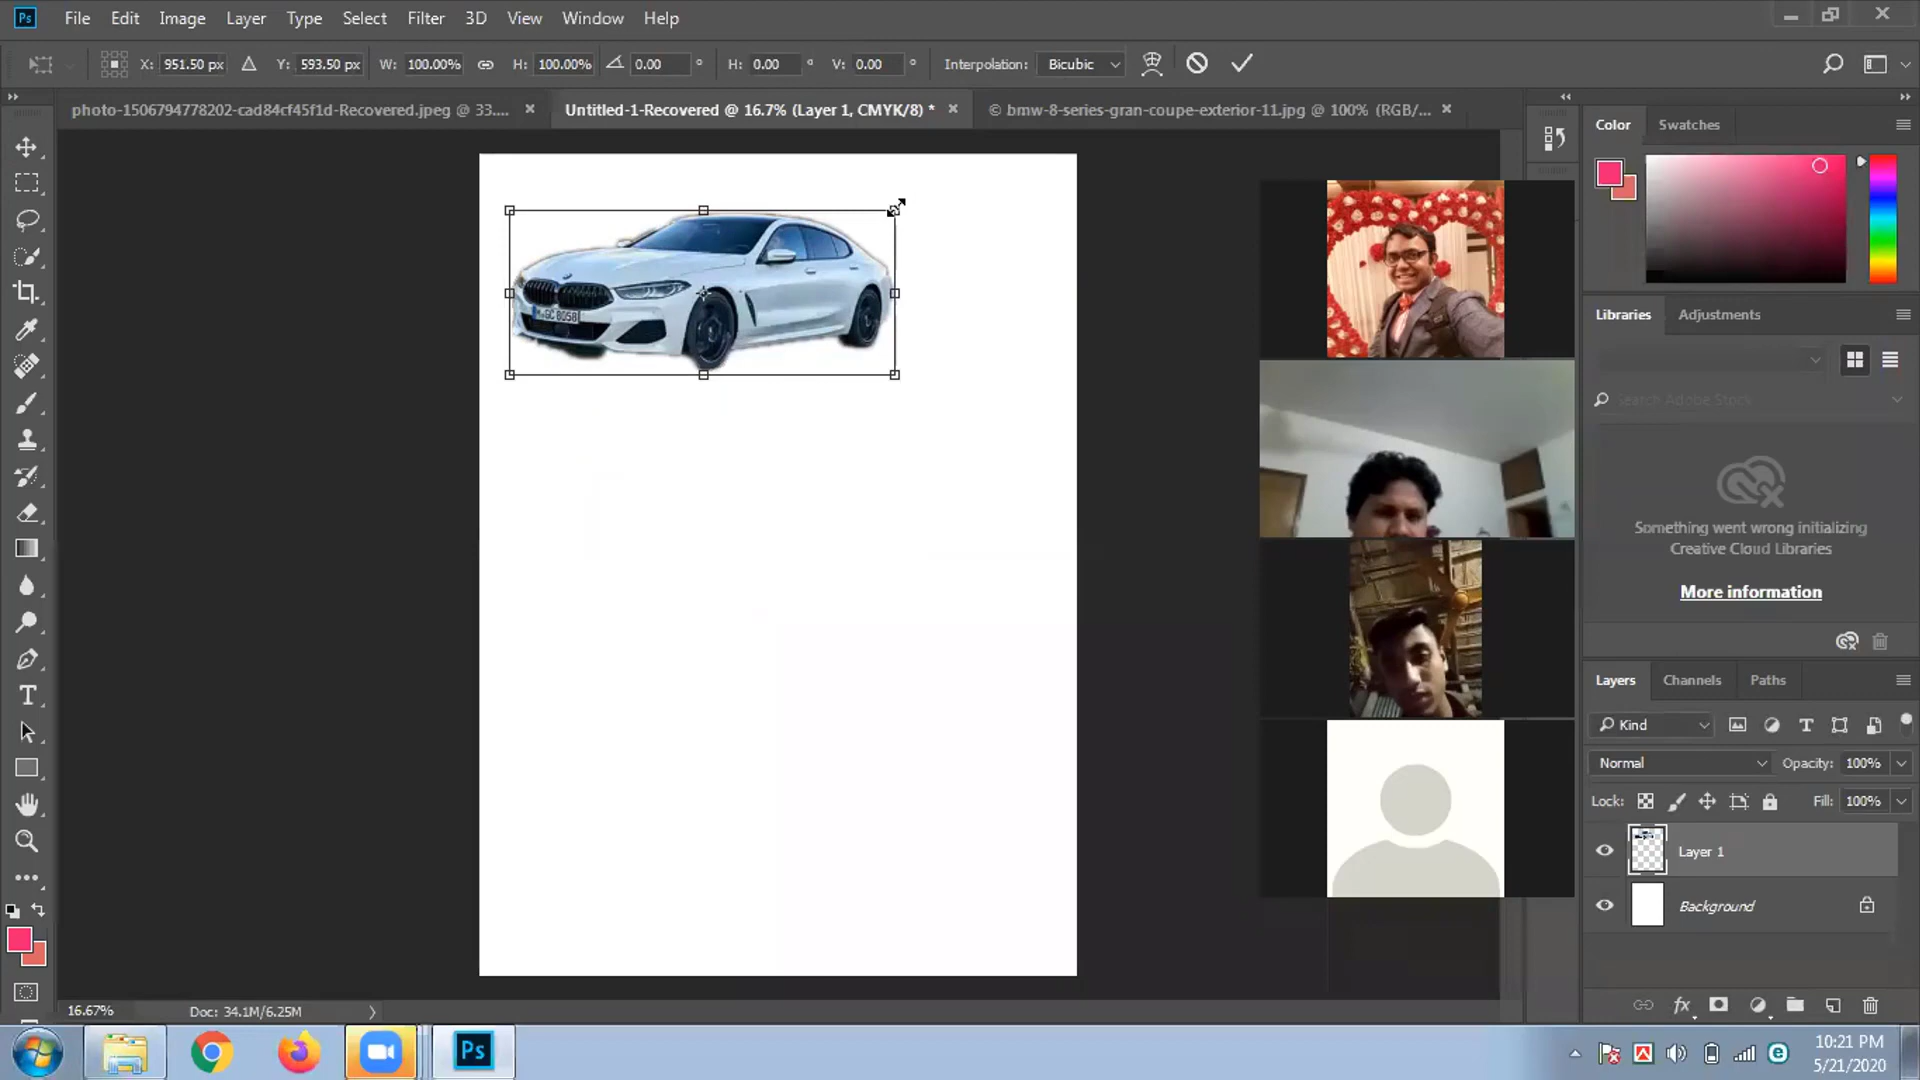 Ps File Edit Image Layer Type Select Filter 3D View Window Help
X: 951.50 px Y: 593.50 px W: 100.00% H: 100.00% 0.00 ° H: 0.00 ° V: 0.00 ° Interpolation: Bicubic
photo-1506794778202-cad84cf45f1d-Recovered.jpeg @ 33.... Untitled-1-Recovered @ 16.7% (Layer 1, CMYK/8) * © bmw-8-series-gran-coupe-exterior-11.jpg @ 100% (RGB/...
Color Swatches
M·GC 8058
Libraries Adjustments
Search Adobe Stock
Something went wrong initializing
Creative Cloud Libraries
More information
Layers Channels Paths
Kind
Normal Opacity: 100%
Lock: Fill: 100%
Layer 1
Background
fx
16.67% Doc: 34.1M/6.25M
Ps
10:21 PM
5/21/2020